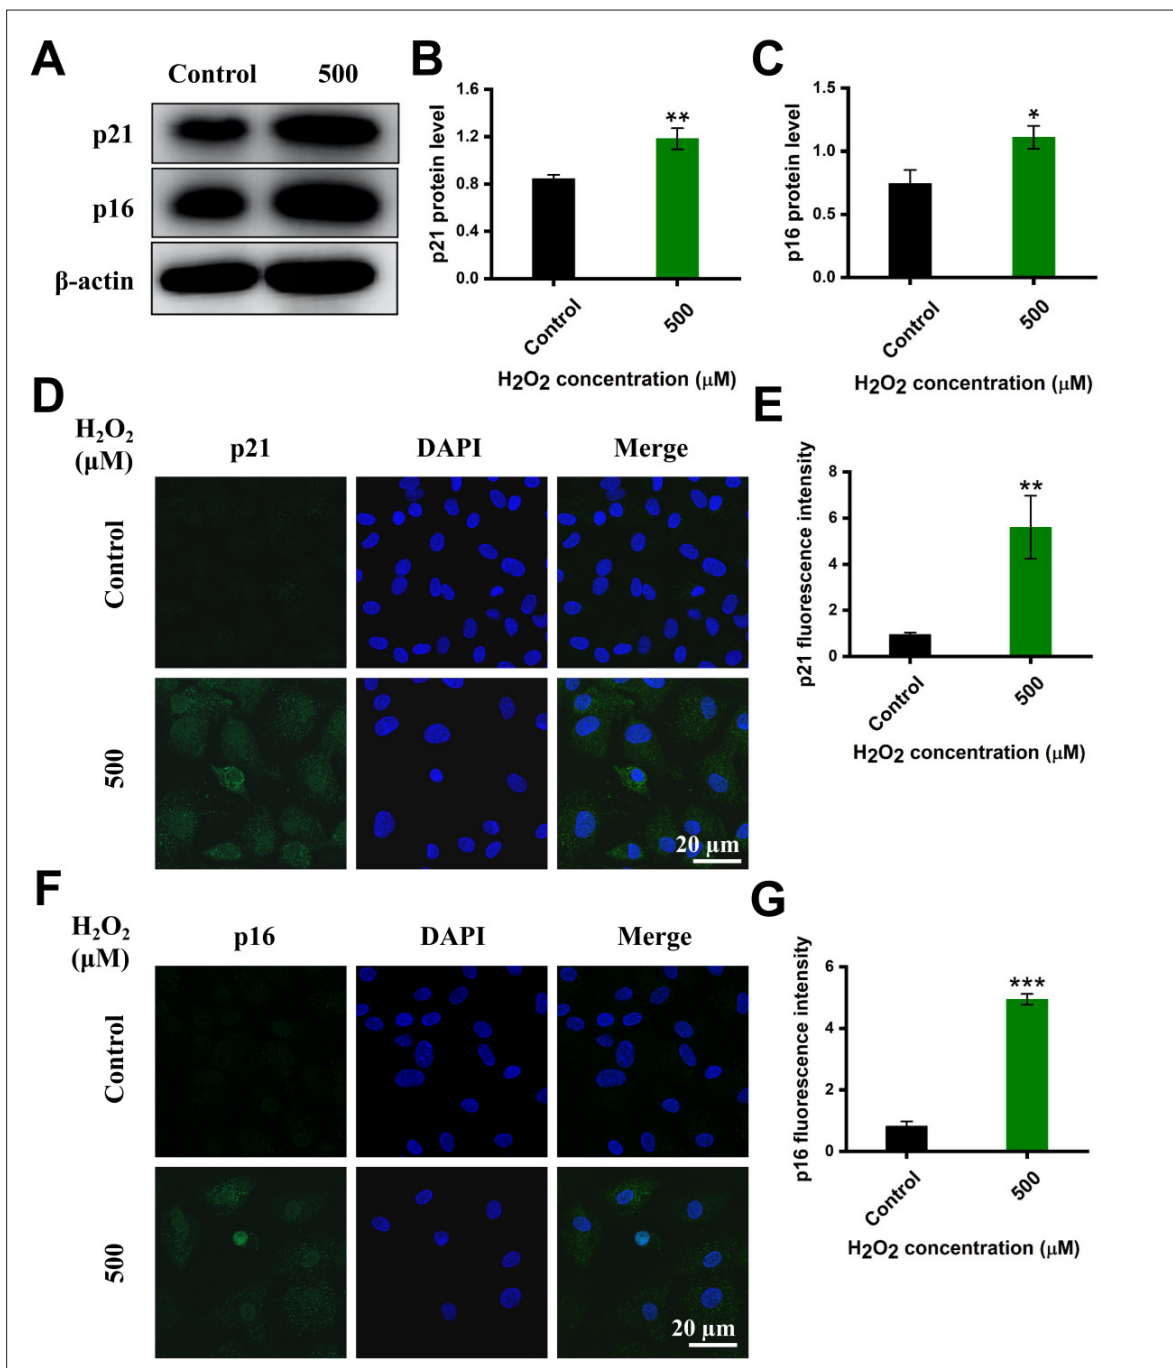 A
Control 500
p21
p16
β-actin
B
p21 protein level
1.6
1.2
0.8
0.4
0.0
**
Control
500
H2O2 concentration (μM)
C
p16 protein level
1.5
1.0
0.5
0.0
*
Control
500
H2O2 concentration (μM)
D
H₂O₂
(μM)
p21 DAPI Merge
Control
500
20 μm
E
p21 fluorescence intensity
8
6
4
2
0
**
Control
500
H2O2 concentration (μM)
F
H₂O₂
(μM)
p16 DAPI Merge
Control
500
20 μm
G
p16 fluorescence intensity
6
4
2
0
***
Control
500
H2O2 concentration (μM)